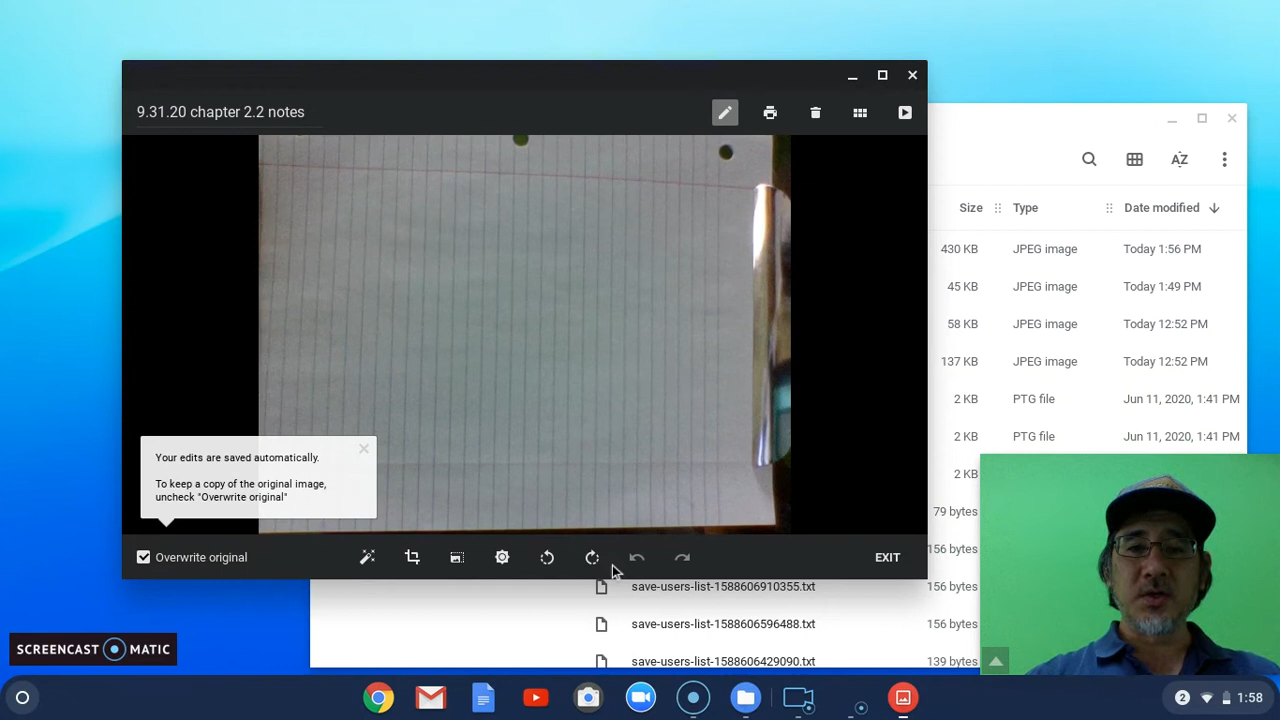 9.31.20 chapter 2.2 notes
Size
Type
Date modified
430 KB
JPEG image
Today 1:56 PM
45 KB
JPEG image
Today 1:49 PM
58 KB
JPEG image
Today 12:52 PM
137 KB
JPEG image
Today 12:52 PM
2 KB
PTG file
Jun 11, 2020, 1:41 PM
2 KB
PTG file
Jun 11, 2020, 1:41 PM
2 KB
79 bytes
156 bytes
Your edits are saved automatically.
To keep a copy of the original image,
uncheck "Overwrite original"
Overwrite original
EXIT
save-users-list-1588606910355.txt
156 bytes
save-users-list-1588606596488.txt
156 bytes
save-users-list-1588606429090.txt
139 bytes
SCREENCAST MATIC
2
1:58